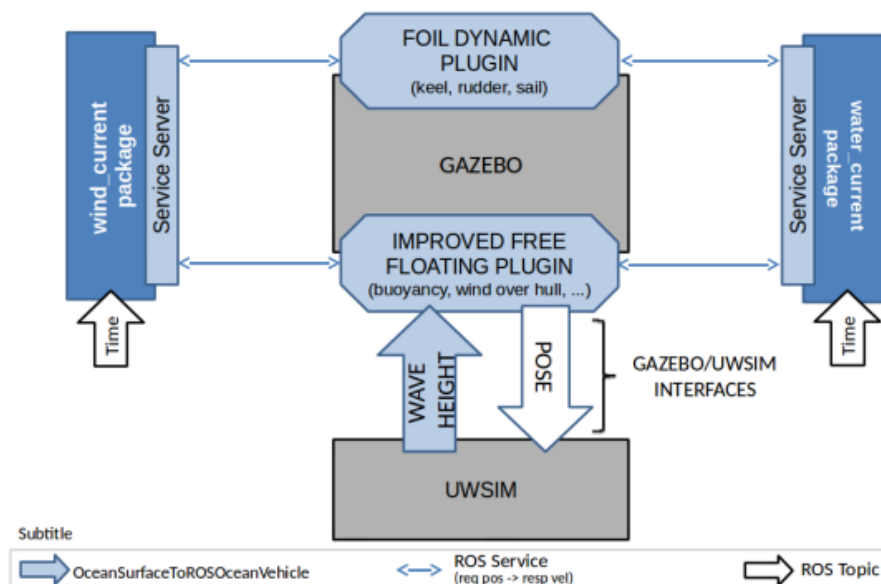 FOIL DYNAMIC
PLUGIN
(keel, rudder, sail)
wind_current
package
Service Server
GAZEBO
Service Server
water_current
package
IMPROVED FREE
FLOATING PLUGIN
(buoyancy, wind over hull, ...)
Time
Time
WAVE
HEIGHT
POSE
GAZEBO/UWSIM
INTERFACES
UWSIM
Subtitle
OceanSurfaceToROSOceanVehicle
ROS Service
(req pos -> resp vel)
ROS Topic